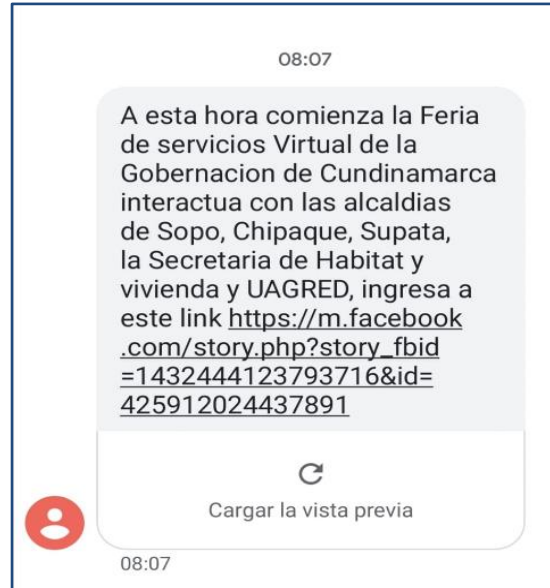 08:07
A esta hora comienza la Feria
de servicios Virtual de la
Gobernacion de Cundinamarca
interactua con las alcaldias
de Sopo, Chipaque, Supata,
la Secretaria de Habitat y
vivienda y UAGRED, ingresa a
este link https://m.facebook
.com/story.php?story_fbid
=1432444123793716&id=
425912024437891
Cargar la vista previa
08:07